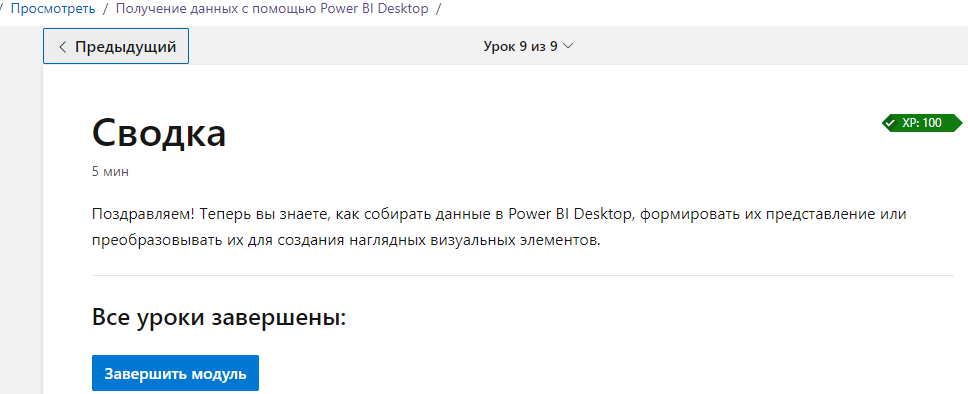 / Просмотреть / Получение данных с помощью Power BI Desktop /
Предыдущий
Урок 9 из 9
Сводка
XP: 100
5 мин
Поздравляем! Теперь вы знаете, как собирать данные в Power BI Desktop, формировать их представление или
преобразовывать их для создания наглядных визуальных элементов.
Все уроки завершены:
Завершить модуль